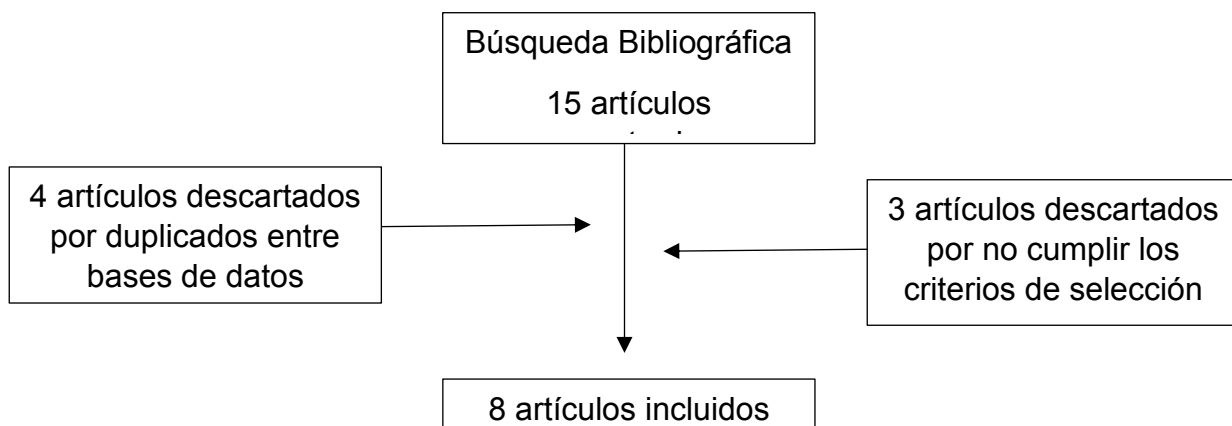 Búsqueda Bibliográfica
15 artículos
4 artículos descartados
por duplicados entre
bases de datos
3 artículos descartados
por no cumplir los
criterios de selección
8 artículos incluidos